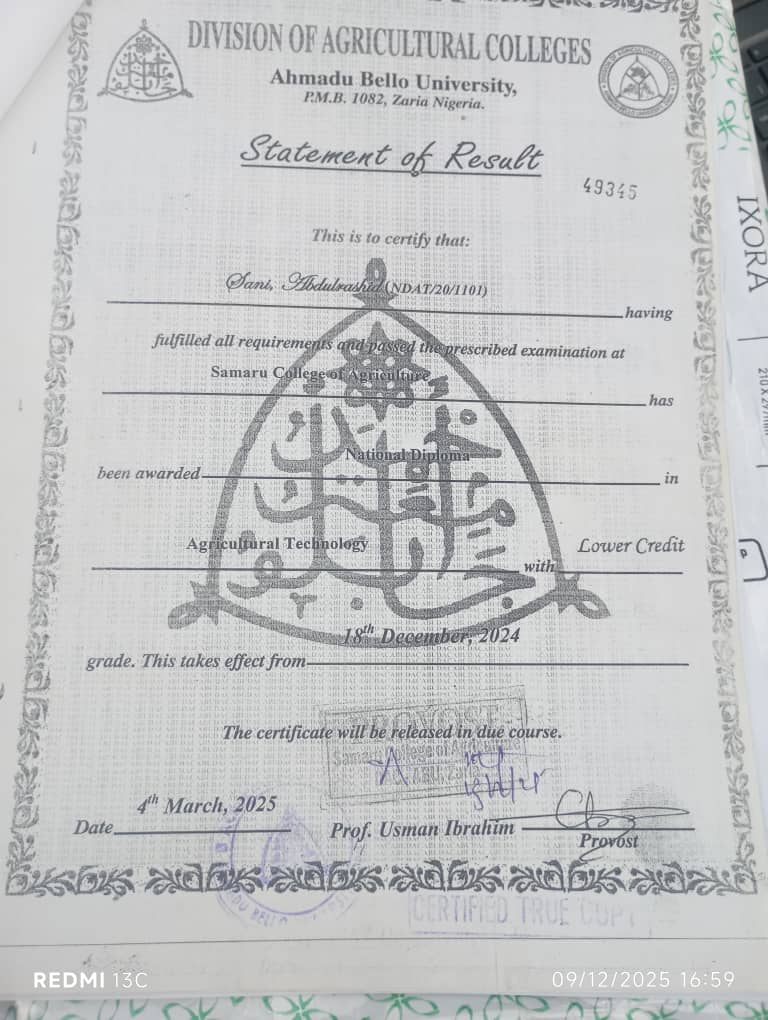 DIVISION OF AGRICULTURAL COLLEGES
Ahmadu Bello University,
P.M.B. 1082, Zaria Nigeria.
Statement of Result
49345
This is to certify that:
Sani, Abdulrashid (NDAT/20/1101)
having
fulfilled all requirements and passed the prescribed examination at
Samaru College of Agriculture
has
National Diploma
been awarded in
Agricultural Technology Lower Credit
with
18th December, 2024
grade. This takes effect from
PROVOST
The certificate will be released in due course.
Samaru College of Agriculture
4th March, 2025
Date Prof. Usman Ibrahim
Provost
CERTIFIED TRUE COPY
IXORA
REDMI 13C
09/12/2025 16:59